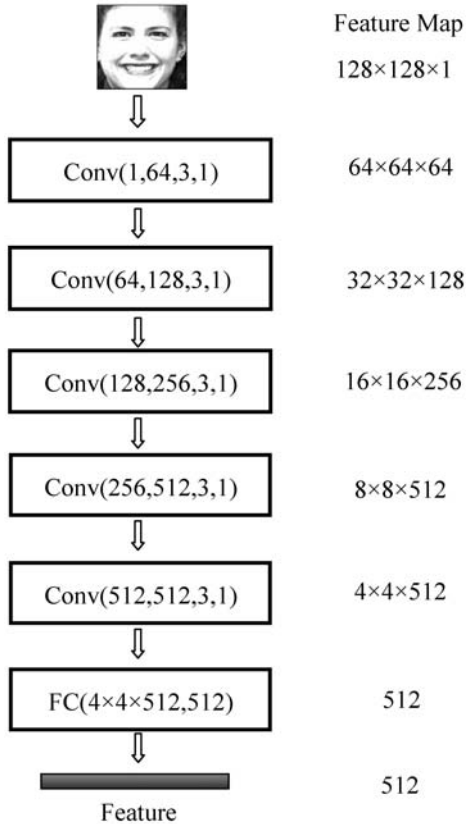 Feature Map
128×128×1
Conv(1,64,3,1)
64×64×64
Conv(64,128,3,1)
32×32×128
Conv(128,256,3,1)
16×16×256
Conv(256,512,3,1)
8×8×512
Conv(512,512,3,1)
4×4×512
FC(4×4×512,512)
512
512
Feature